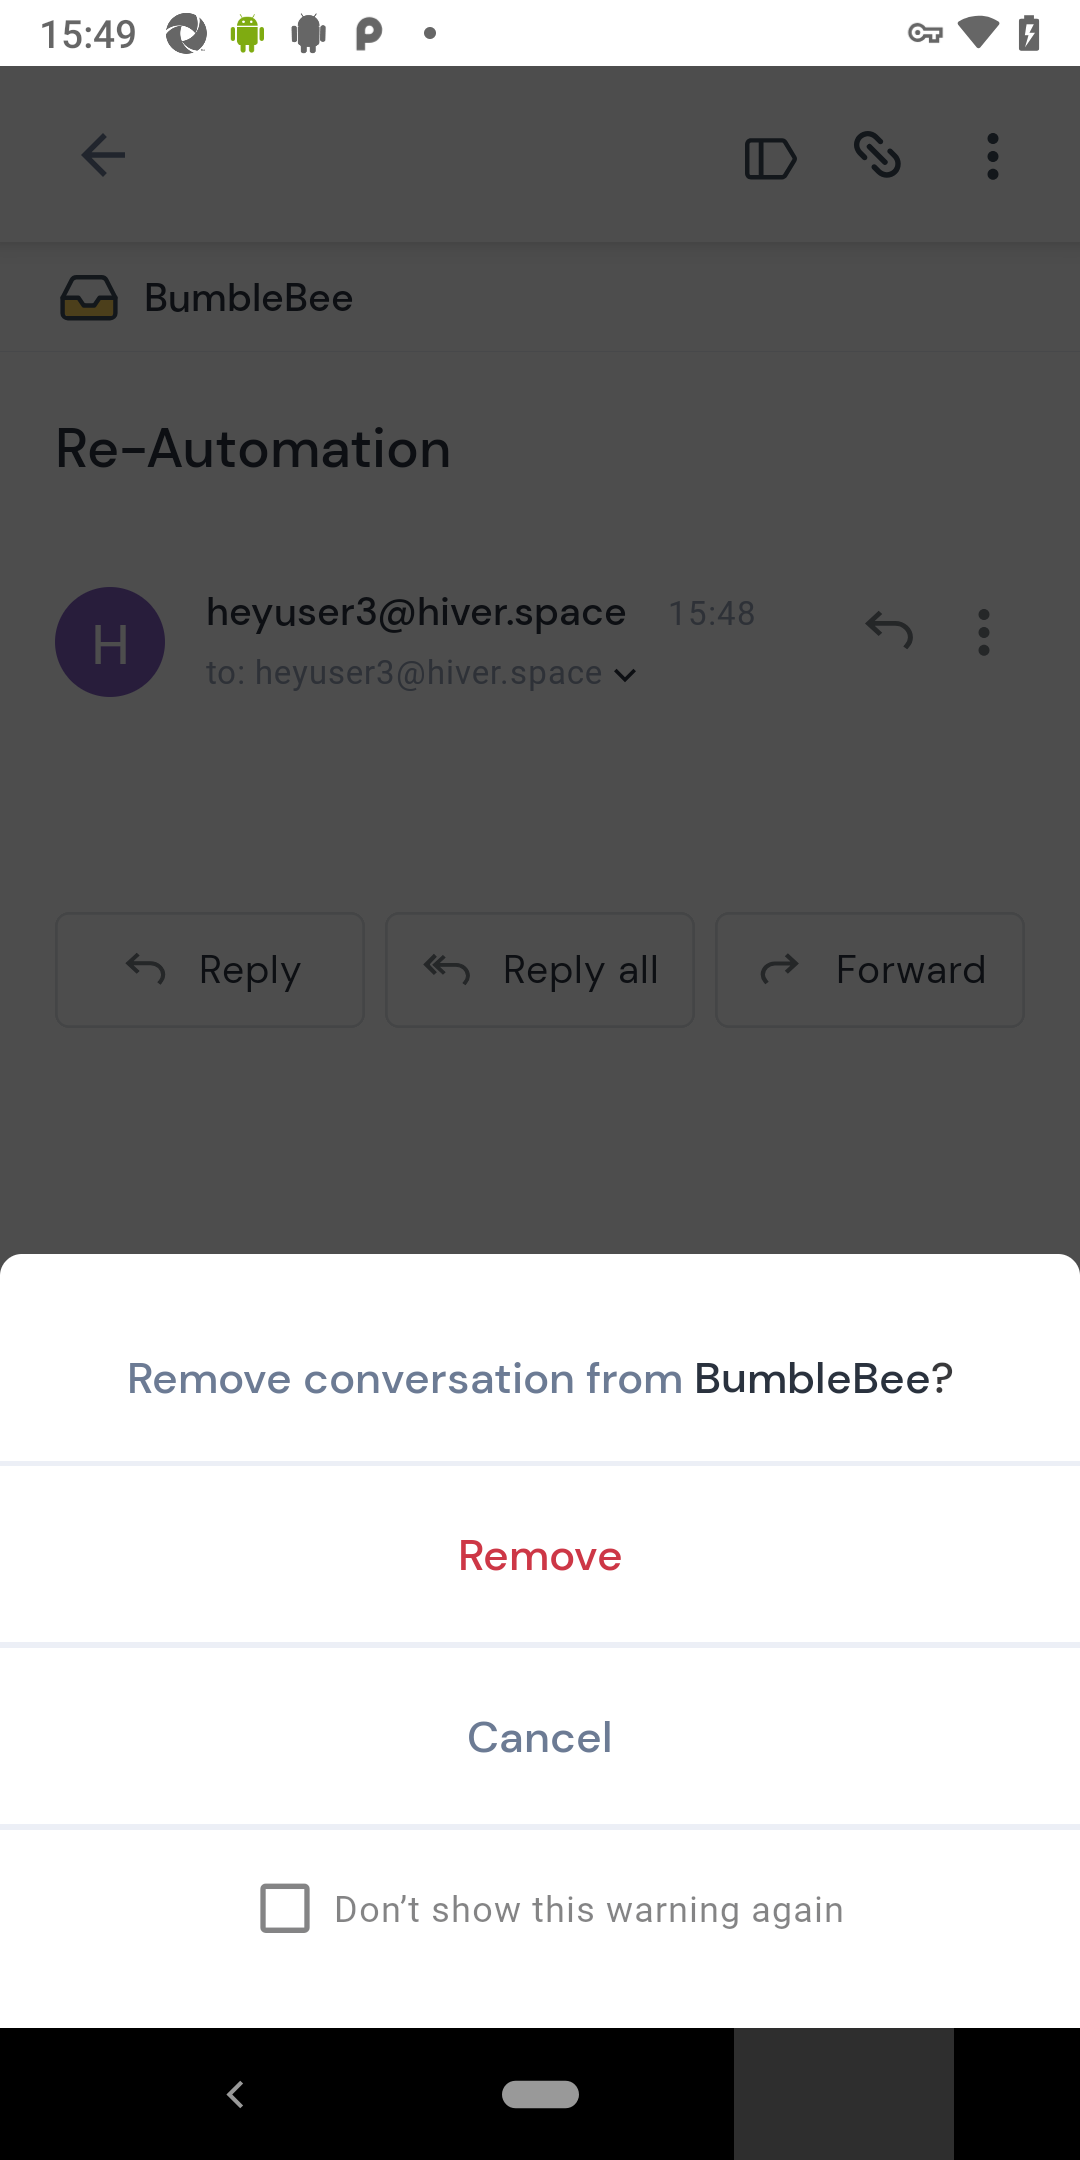 15:49
BumbleBee
Re-Automation
H
heyuser3@hiver.space 15:48
to: heyuser3@hiver.space
Reply
Reply all
Forward
Remove conversation from BumbleBee?
Remove
Cancel
Don’t show this warning again